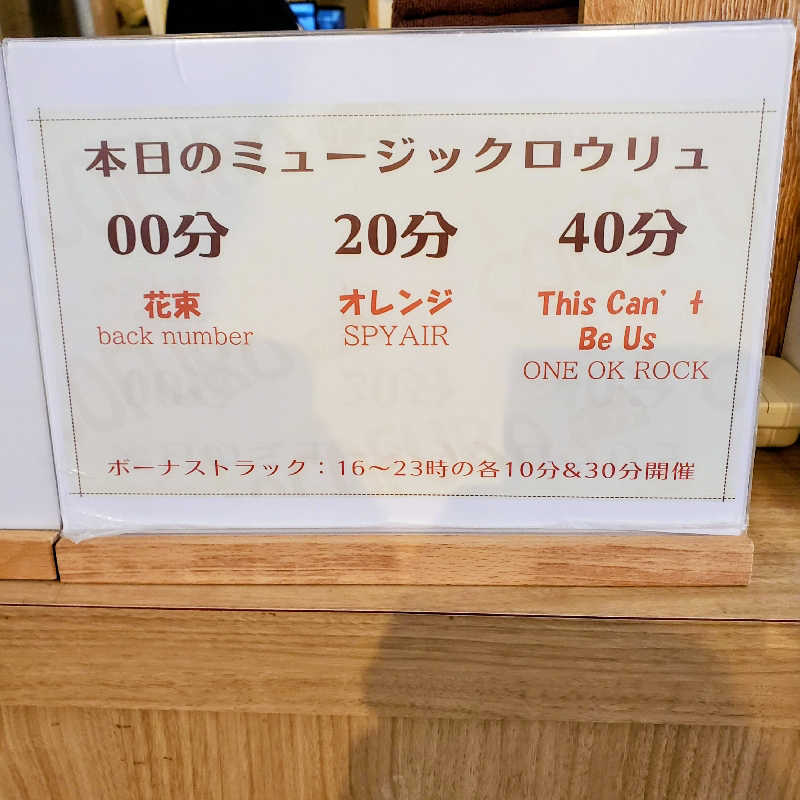 本日のミュージックロウリュ
00分 20分 40分
花束 オレンジ This Can't
Be Us
back number SPYAIR ONE OK ROCK
ボーナストラック：16〜23時の各10分&30分開催